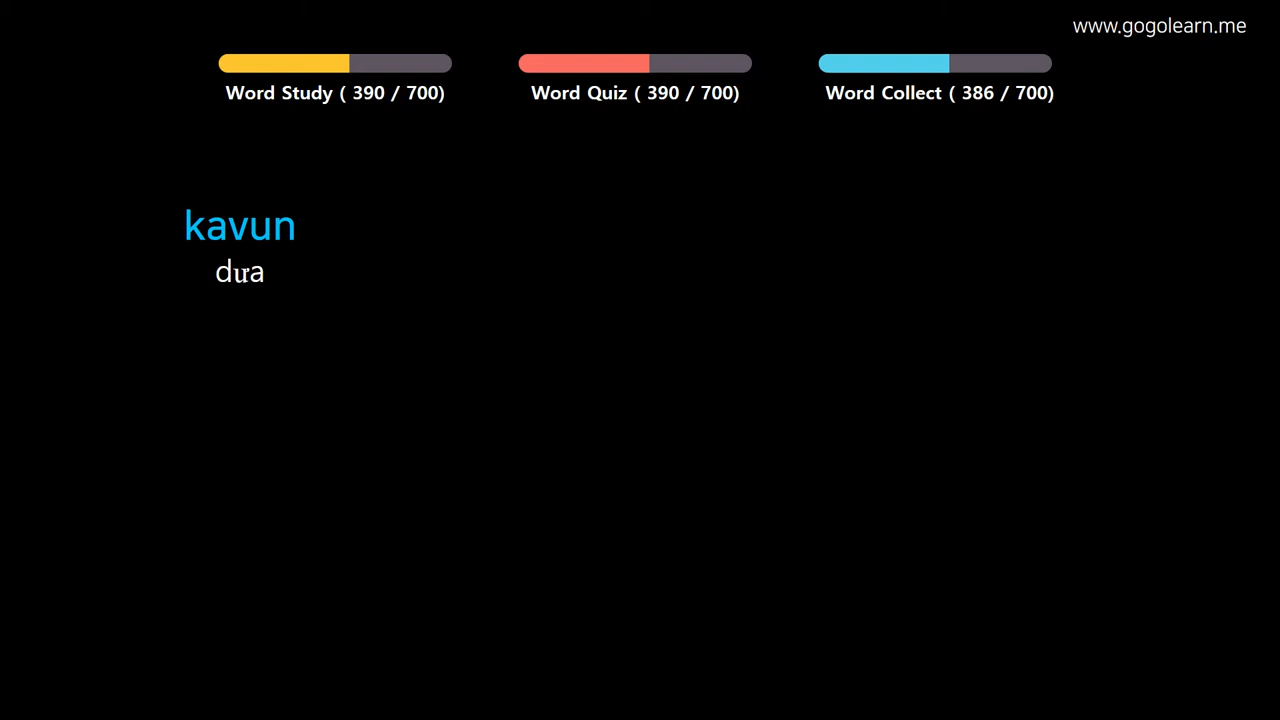 www.gogolearn.me
Word Study ( 390 / 700)
Word Quiz ( 390 / 700)
Word Collect ( 386 / 700)
kavun
dưa